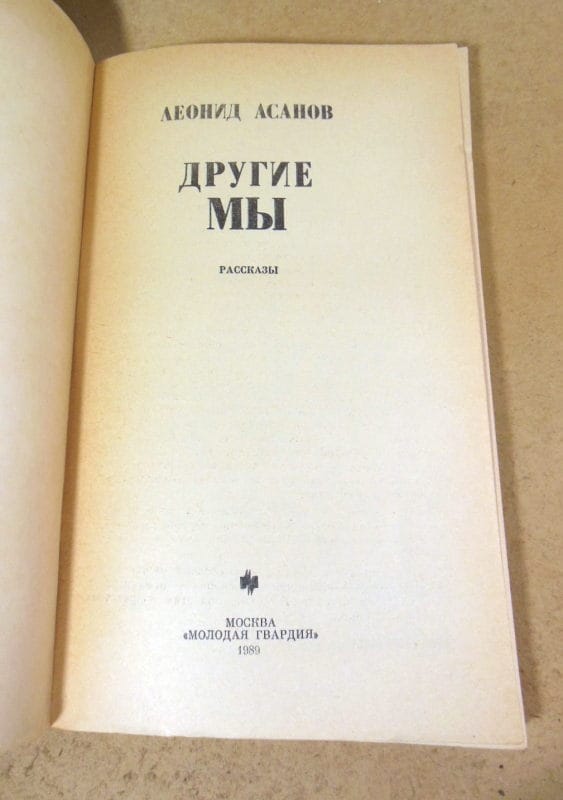 ЛЕОНИД АСАНОВ
ДРУГИЕ
МЫ
РАССКАЗЫ
МОСКВА
«МОЛОДАЯ ГВАРДИЯ»
1989